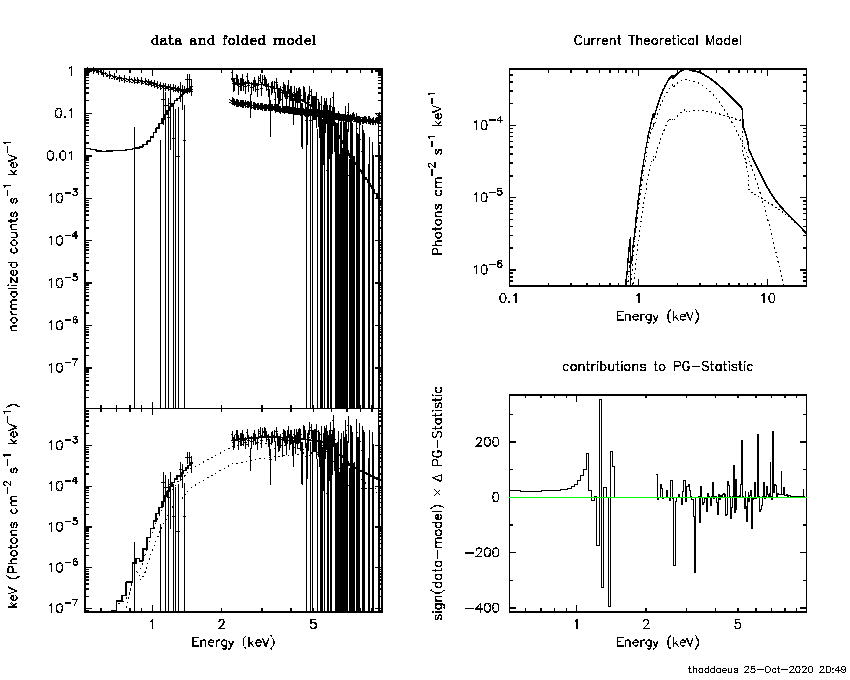 data and folded model
normalized counts s⁻¹ keV⁻¹
1
0.1
0.01
10⁻³
10⁻⁴
10⁻⁵
10⁻⁶
10⁻⁷
keV (Photons cm⁻² s⁻¹ keV⁻¹)
10⁻³
10⁻⁴
10⁻⁵
10⁻⁶
10⁻⁷
1 2 5
Energy (keV)
Current Theoretical Model
Photons cm⁻² s⁻¹ keV⁻¹
10⁻⁴
10⁻⁵
10⁻⁶
0.1 1 10
Energy (keV)
contributions to PG−Statistic
sign(data−model) × Δ PG−Statistic
200
0
−200
−400
1 2 5
Energy (keV)
thaddaeus 25−Oct−2020 20:49